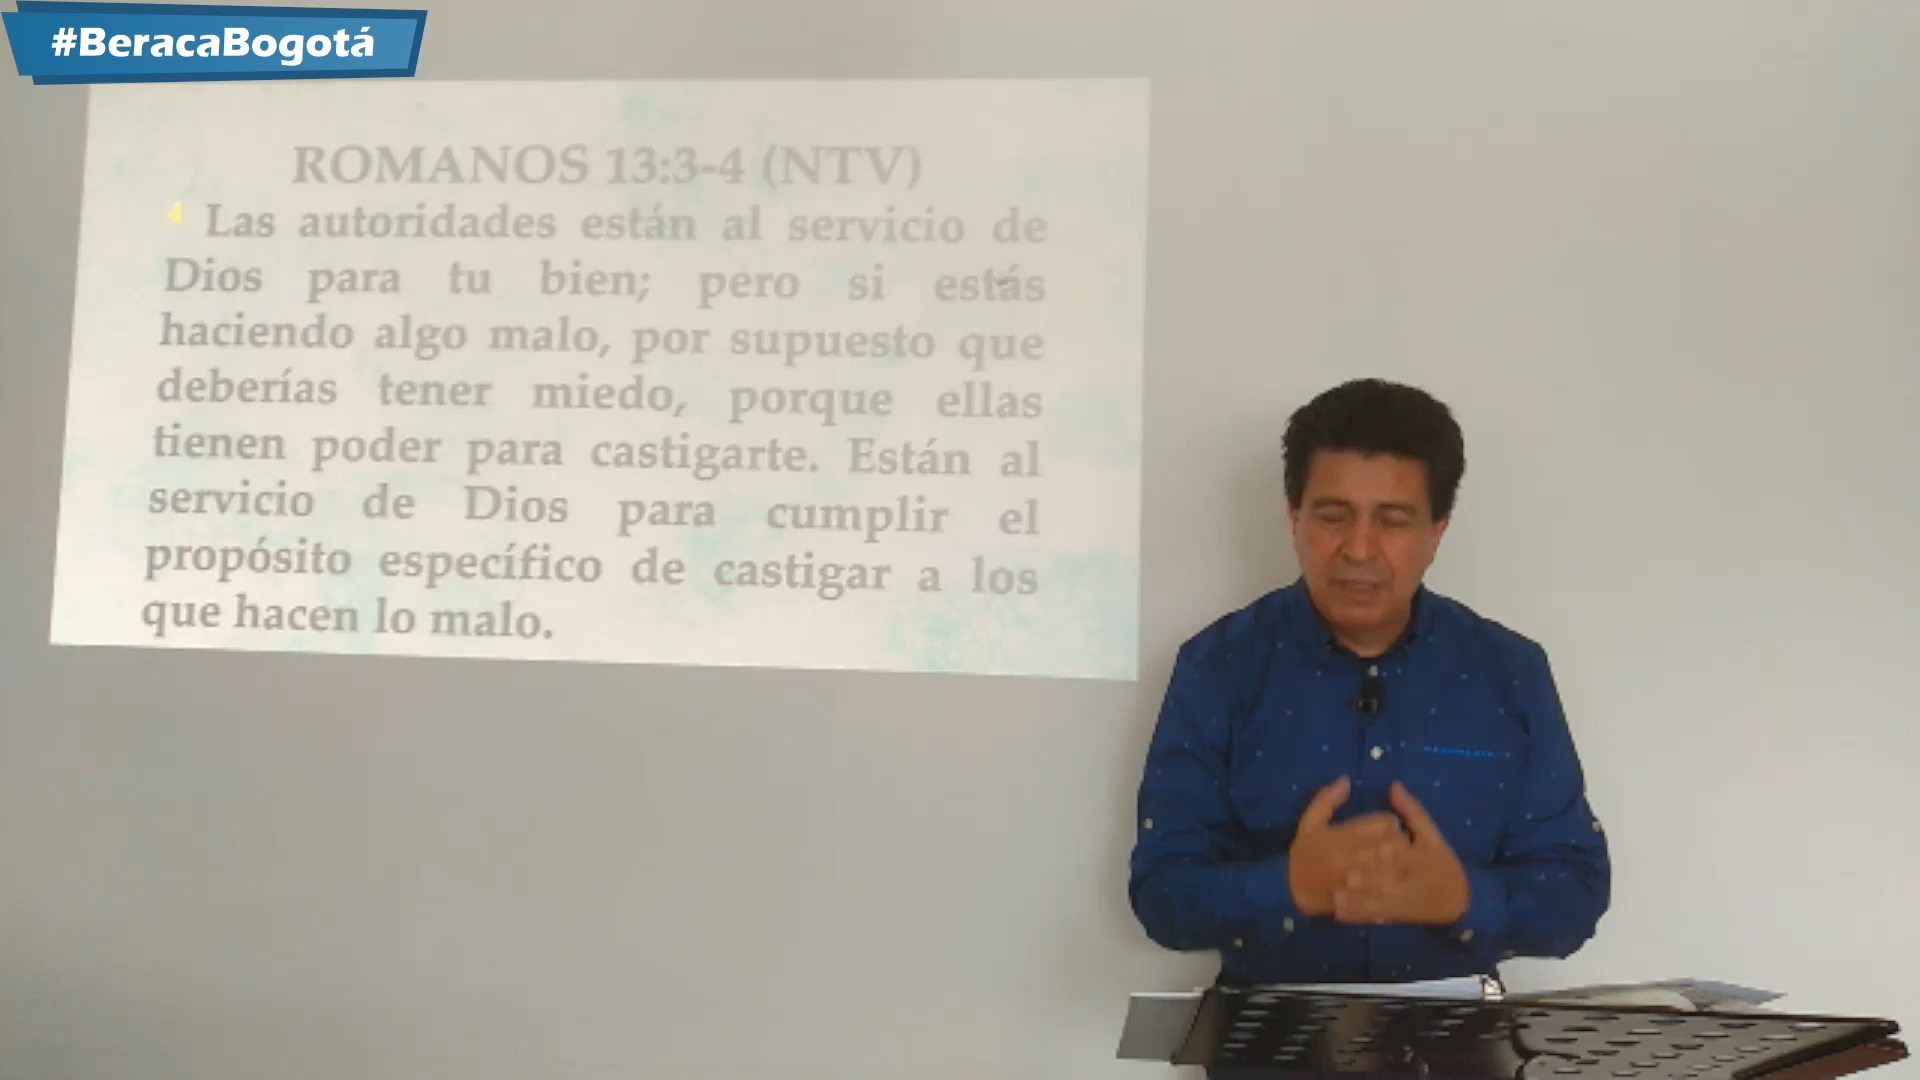 #BeracaBogotá
ROMANOS 13:3-4 (NTV)
4 Las autoridades están al servicio de
Dios para tu bien; pero si estás
haciendo algo malo, por supuesto que
deberías tener miedo, porque ellas
tienen poder para castigarte. Están al
servicio de Dios para cumplir el
propósito específico de castigar a los
que hacen lo malo.